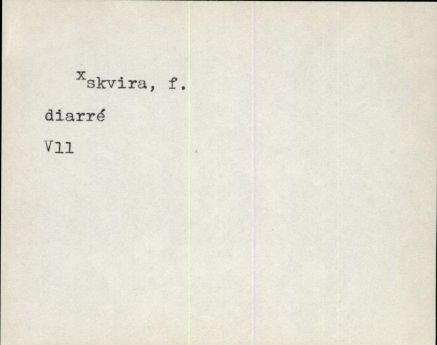 xskvira, f.
diarré
V11